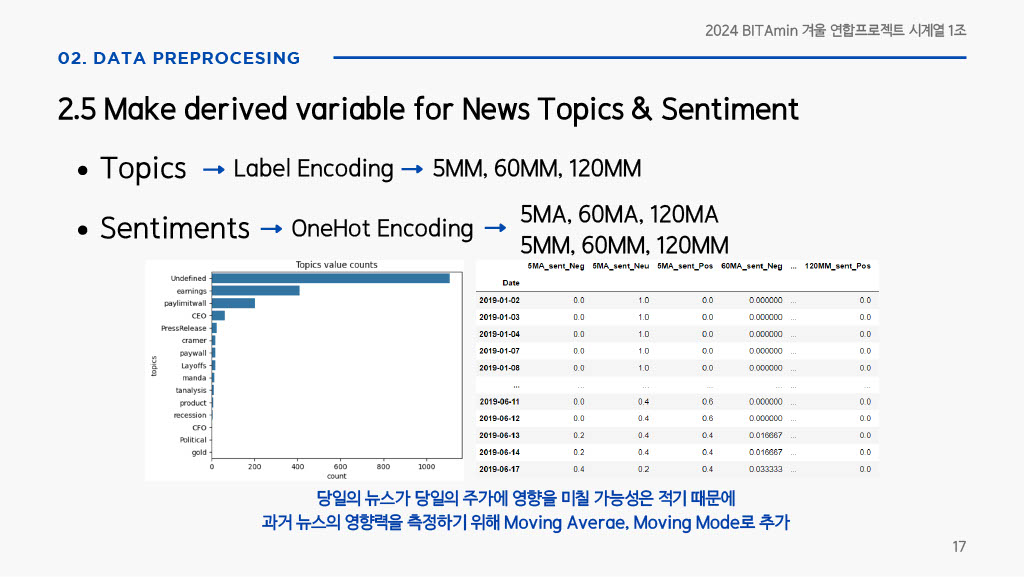 2024 BITAmin 겨울 연합프로젝트 시계열 1조
02. DATA PREPROCESING
2.5 Make derived variable for News Topics & Sentiment
• Topics → Label Encoding → 5MM, 60MM, 120MM
• Sentiments → OneHot Encoding → 5MA, 60MA, 120MA
5MM, 60MM, 120MM
Topics value counts
Undefined
earnings
paylimitwall
CEO
PressRelease
cramer
paywall
Layoffs
manda
tanalysis
product
recession
CFO
Political
gold
topics
0 200 400 600 800 1000
count
5MA_sent_Neg 5MA_sent_Neu 5MA_sent_Pos 60MA_sent_Neg ... 120MM_sent_Pos
Date
2019-01-02 0.0 1.0 0.0 0.000000 ... 0.0
2019-01-03 0.0 1.0 0.0 0.000000 ... 0.0
2019-01-04 0.0 1.0 0.0 0.000000 ... 0.0
2019-01-07 0.0 1.0 0.0 0.000000 ... 0.0
2019-01-08 0.0 1.0 0.0 0.000000 ... 0.0
... ... ... ... ... ... ...
2019-06-11 0.0 0.4 0.6 0.000000 ... 0.0
2019-06-12 0.0 0.4 0.6 0.000000 ... 0.0
2019-06-13 0.2 0.4 0.4 0.016667 ... 0.0
2019-06-14 0.2 0.4 0.4 0.016667 ... 0.0
2019-06-17 0.4 0.2 0.4 0.033333 ... 0.0
당일의 뉴스가 당일의 주가에 영향을 미칠 가능성은 적기 때문에
과거 뉴스의 영향력을 측정하기 위해 Moving Averae, Moving Mode로 추가
17